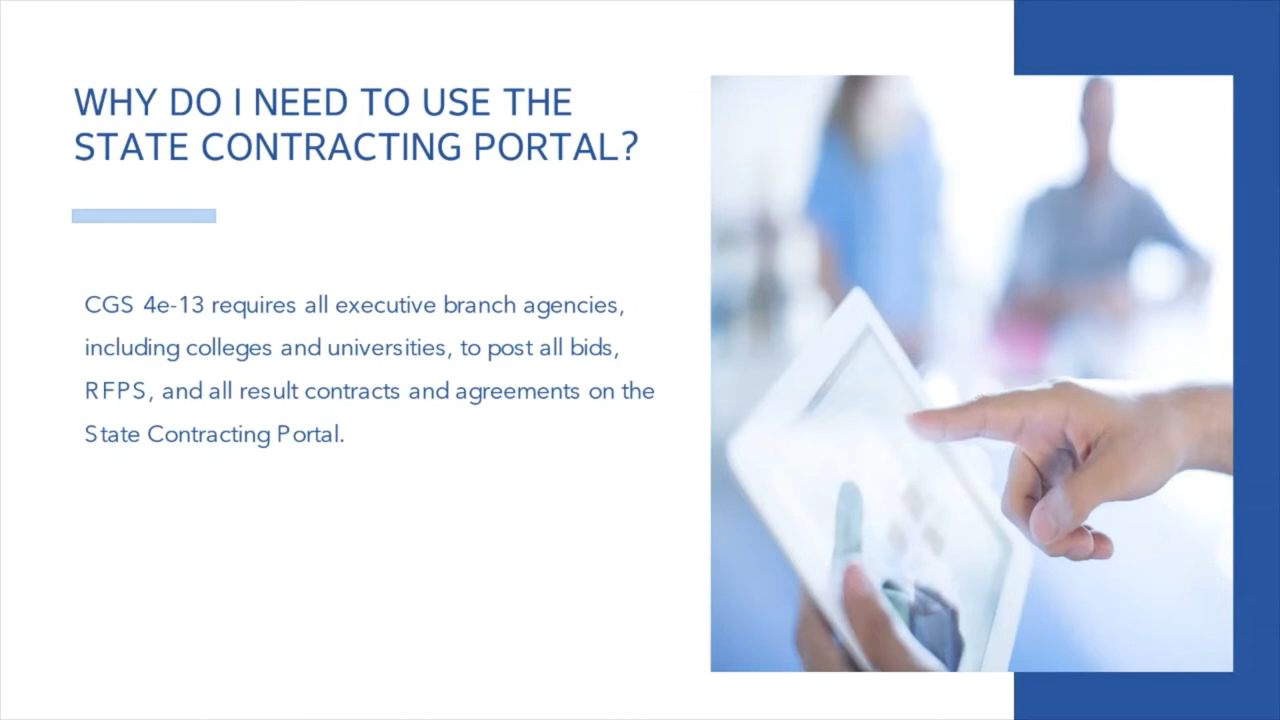 WHY DO I NEED TO USE THE
STATE CONTRACTING PORTAL?
CGS 4e-13 requires all executive branch agencies,
including colleges and universities, to post all bids,
RFPS, and all result contracts and agreements on the
State Contracting Portal.